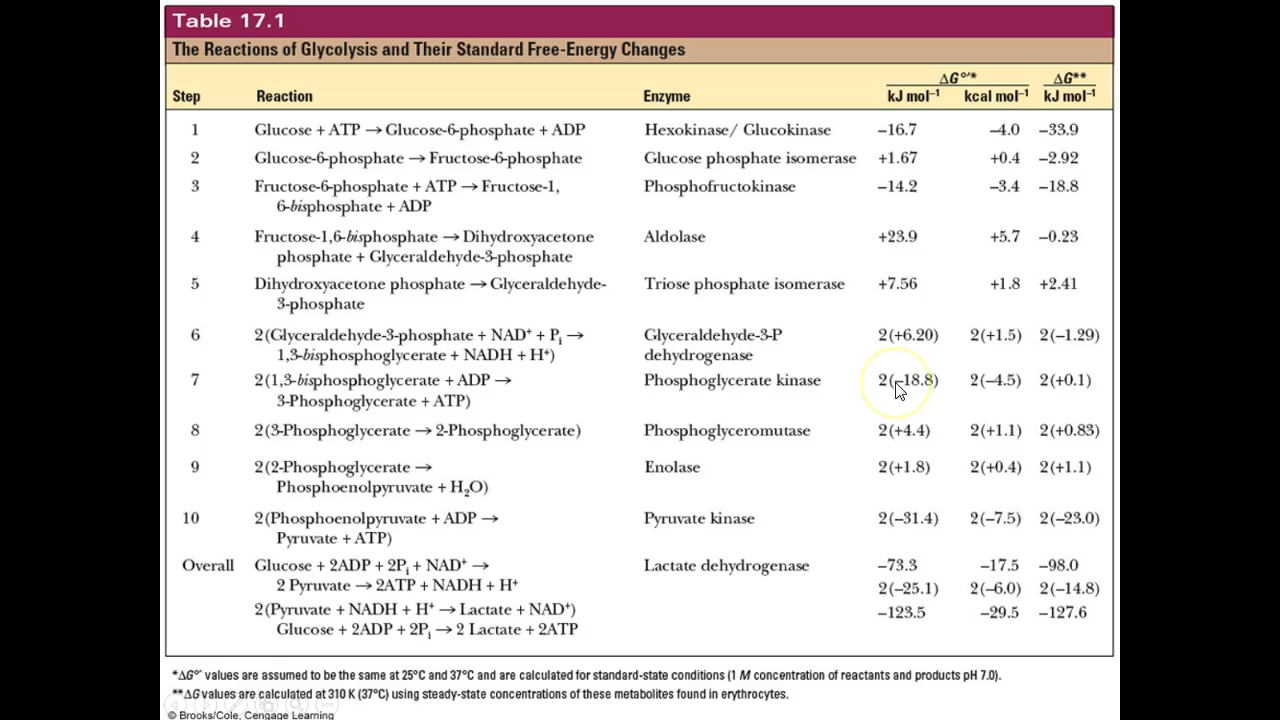 Table 17.1
The Reactions of Glycolysis and Their Standard Free-Energy Changes
ΔG°′* ΔG**
Step Reaction Enzyme kJ mol⁻¹ kcal mol⁻¹ kJ mol⁻¹
1 Glucose + ATP → Glucose-6-phosphate + ADP Hexokinase/ Glucokinase −16.7 −4.0 −33.9
2 Glucose-6-phosphate → Fructose-6-phosphate Glucose phosphate isomerase +1.67 +0.4 −2.92
3 Fructose-6-phosphate + ATP → Fructose-1, Phosphofructokinase −14.2 −3.4 −18.8
6-bisphosphate + ADP
4 Fructose-1,6-bisphosphate → Dihydroxyacetone Aldolase +23.9 +5.7 −0.23
phosphate + Glyceraldehyde-3-phosphate
5 Dihydroxyacetone phosphate → Glyceraldehyde- Triose phosphate isomerase +7.56 +1.8 +2.41
3-phosphate
6 2(Glyceraldehyde-3-phosphate + NAD⁺ + Pᵢ → Glyceraldehyde-3-P 2(+6.20) 2(+1.5) 2(−1.29)
1,3-bisphosphoglycerate + NADH + H⁺) dehydrogenase
7 2(1,3-bisphosphoglycerate + ADP → Phosphoglycerate kinase 2(−18.8) 2(−4.5) 2(+0.1)
3-Phosphoglycerate + ATP)
8 2(3-Phosphoglycerate → 2-Phosphoglycerate) Phosphoglyceromutase 2(+4.4) 2(+1.1) 2(+0.83)
9 2(2-Phosphoglycerate → Enolase 2(+1.8) 2(+0.4) 2(+1.1)
Phosphoenolpyruvate + H₂O)
10 2(Phosphoenolpyruvate + ADP → Pyruvate kinase 2(−31.4) 2(−7.5) 2(−23.0)
Pyruvate + ATP)
Overall Glucose + 2ADP + 2Pᵢ + NAD⁺ → Lactate dehydrogenase −73.3 −17.5 −98.0
2 Pyruvate → 2ATP + NADH + H⁺ 2(−25.1) 2(−6.0) 2(−14.8)
2(Pyruvate + NADH + H⁺ → Lactate + NAD⁺) −123.5 −29.5 −127.6
Glucose + 2ADP + 2Pᵢ → 2 Lactate + 2ATP
*ΔG°′ values are assumed to be the same at 25°C and 37°C and are calculated for standard-state conditions (1 M concentration of reactants and products pH 7.0).
**ΔG values are calculated at 310 K (37°C) using steady-state concentrations of these metabolites found in erythrocytes.
© Brooks/Cole, Cengage Learning